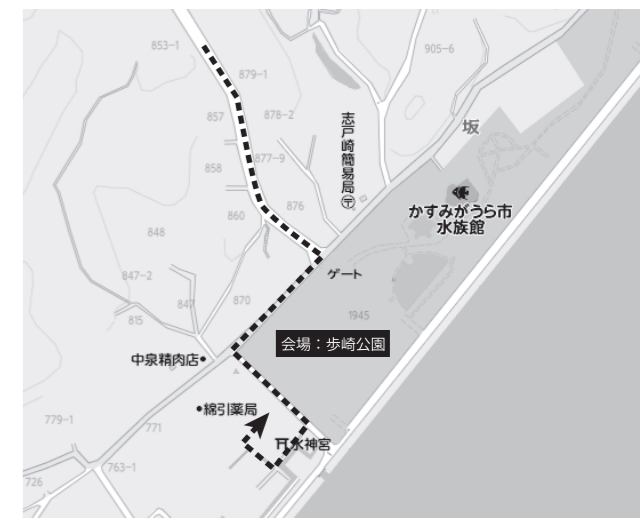 853-1
905-6
879-1
857
878-2
志戸崎簡易局〒
坂
877-9
858
かすみがうら市
水族館
876
860
848
ゲート
847-2
847
870
1945
815
会場：歩崎公園
中泉精肉店
綿引薬局
779-1
771
水神宮
763-1
726